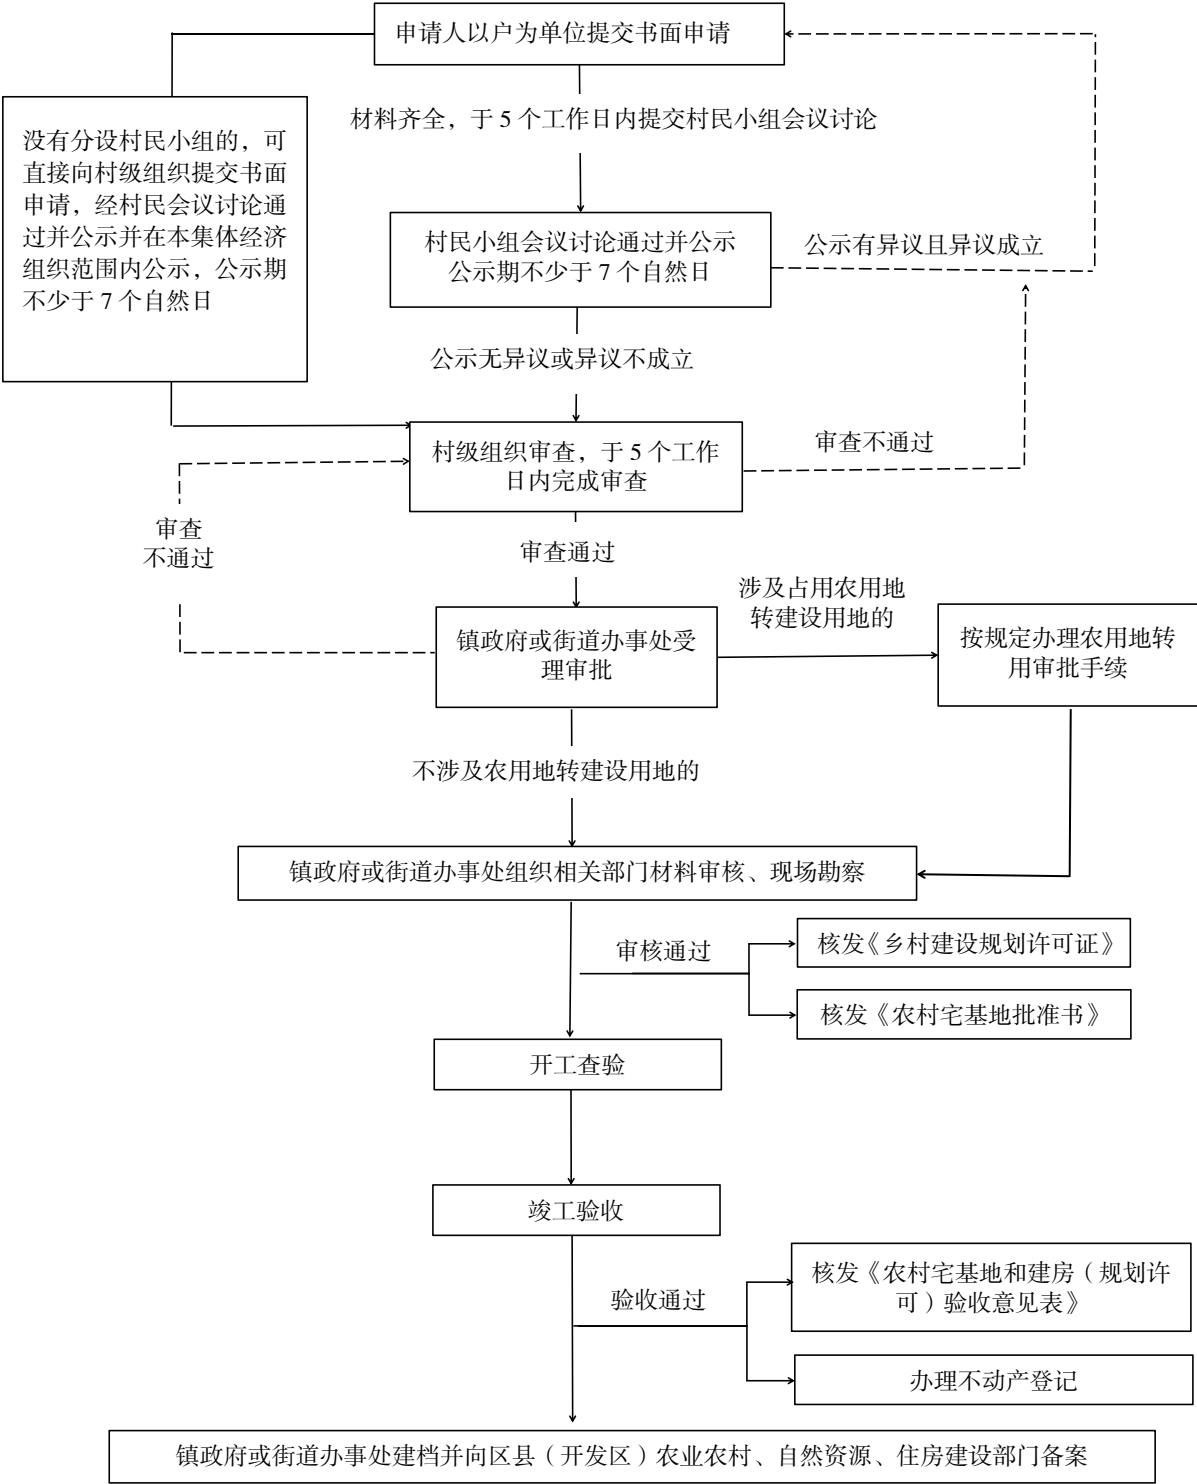 申请人以户为单位提交书面申请
材料齐全，于 5 个工作日内提交村民小组会议讨论
没有分设村民小组的，可
直接向村级组织提交书面
申请，经村民会议讨论通
过并公示并在本集体经济
组织范围内公示，公示期
不少于 7 个自然日
村民小组会议讨论通过并公示
公示期不少于 7 个自然日
公示有异议且异议成立
公示无异议或异议不成立
村级组织审查，于 5 个工作
日内完成审查
审查不通过
审查
不通过
审查通过
涉及占用农用地
转建设用地的
镇政府或街道办事处受
理审批
按规定办理农用地转
用审批手续
不涉及农用地转建设用地的
镇政府或街道办事处组织相关部门材料审核、现场勘察
审核通过
核发《乡村建设规划许可证》
核发《农村宅基地批准书》
开工查验
竣工验收
验收通过
核发《农村宅基地和建房（规划许
可）验收意见表》
办理不动产登记
镇政府或街道办事处建档并向区县（开发区）农业农村、自然资源、住房建设部门备案